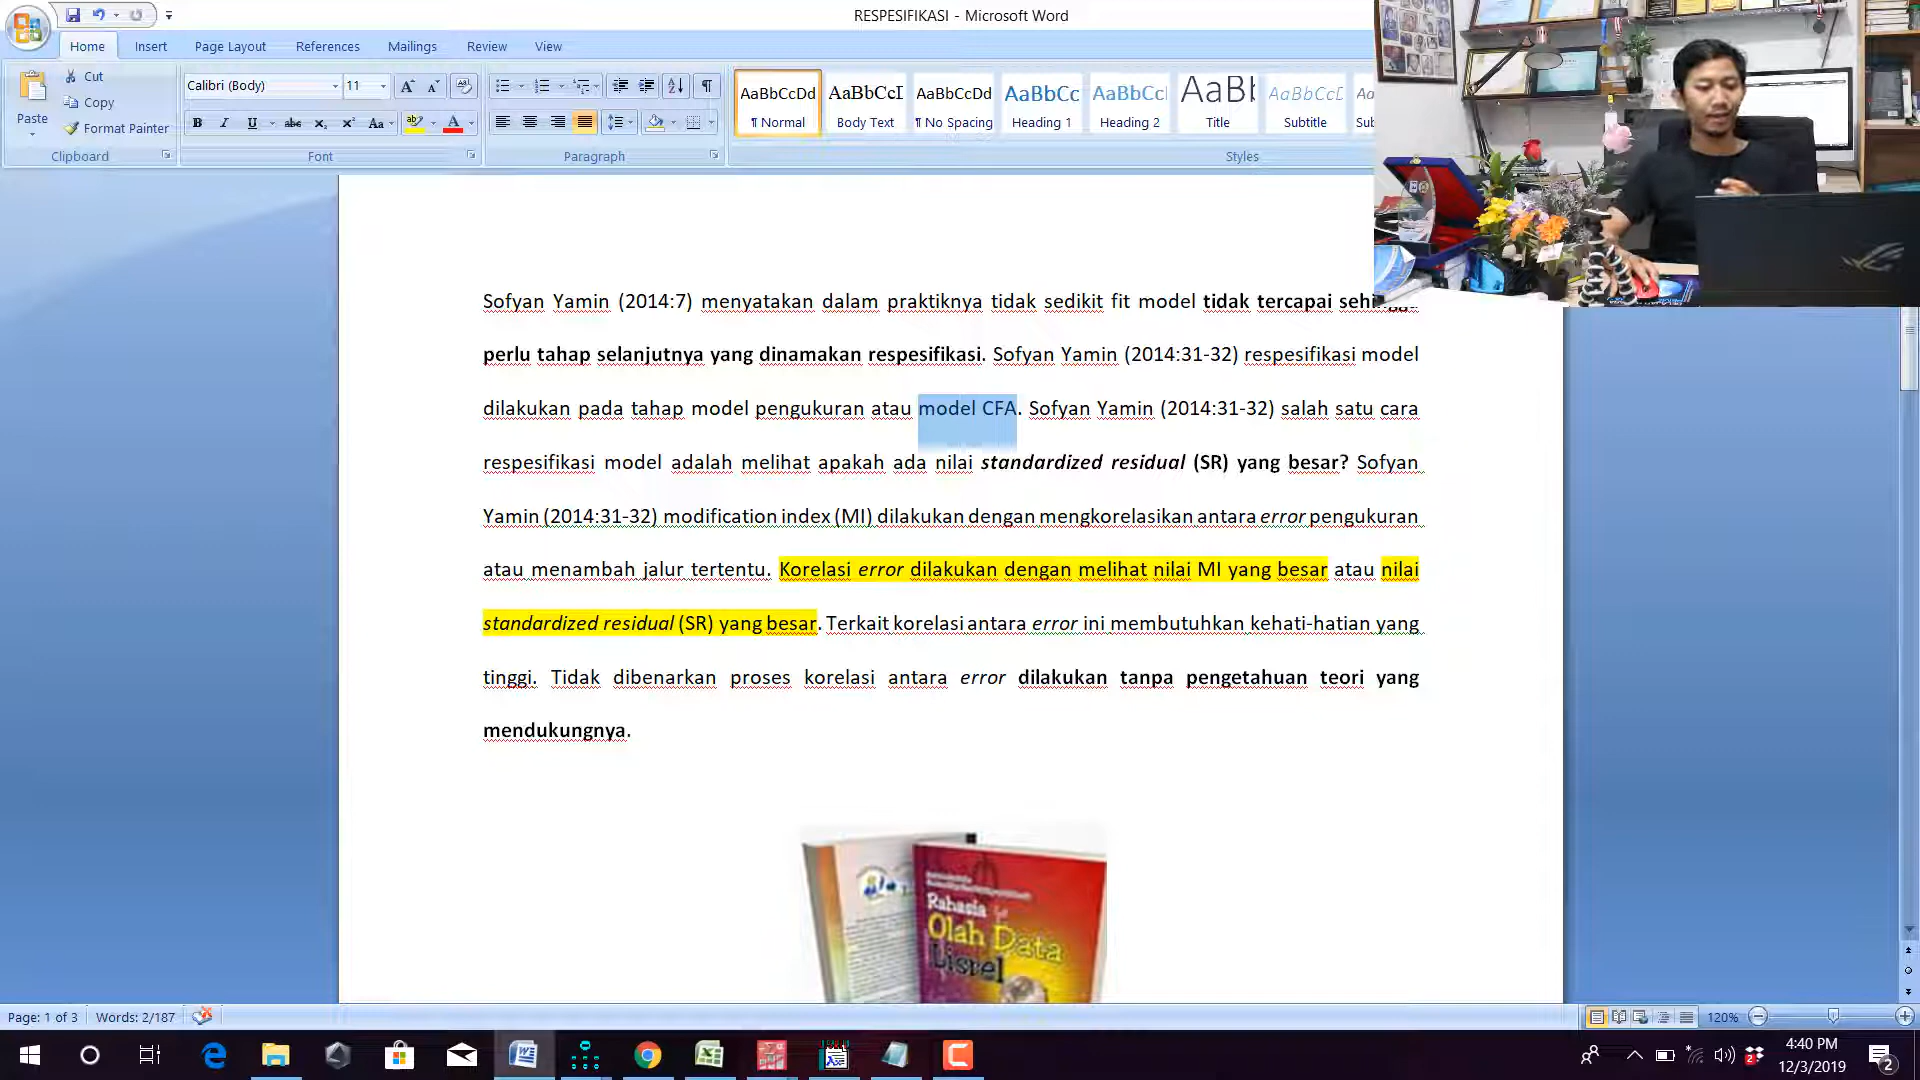 RESPESIFIKASI - Microsoft Word
Home Insert Page Layout References Mailings Review View
Paste
Cut
Copy
Format Painter
Clipboard
Calibri (Body) 11
Font
Paragraph
AaBbCcDd AaBbCcI AaBbCcDd AaBbCc AaBbCcl AaBl AaBbCcD
¶ Normal Body Text ¶ No Spacing Heading 1 Heading 2 Title Subtitle
Styles
Sofyan Yamin (2014:7) menyatakan dalam praktiknya tidak sedikit fit model tidak tercapai
perlu tahap selanjutnya yang dinamakan respesifikasi. Sofyan Yamin (2014:31-32) respesifikasi model
dilakukan pada tahap model pengukuran atau model CFA. Sofyan Yamin (2014:31-32) salah satu cara
respesifikasi model adalah melihat apakah ada nilai standardized residual (SR) yang besar? Sofyan
Yamin (2014:31-32) modification index (MI) dilakukan dengan mengkorelasikan antara error pengukuran
atau menambah jalur tertentu. Korelasi error dilakukan dengan melihat nilai MI yang besar atau nilai
standardized residual (SR) yang besar. Terkait korelasi antara error ini membutuhkan kehati-hatian yang
tinggi. Tidak dibenarkan proses korelasi antara error dilakukan tanpa pengetahuan teori yang
mendukungnya.
Rahasia
Olah Data
Lisrel
Page: 1 of 3 Words: 2/187
120%
4:40 PM
12/3/2019
2